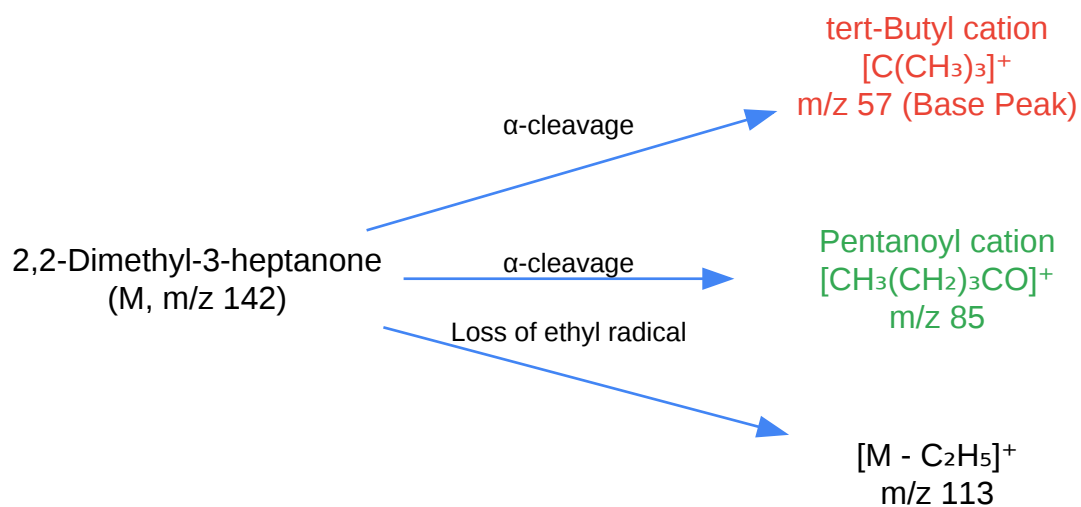 tert-Butyl cation
[C(CH₃)₃]⁺
m/z 57 (Base Peak)
α-cleavage
2,2-Dimethyl-3-heptanone
(M, m/z 142)
α-cleavage
Pentanoyl cation
[CH₃(CH₂)₃CO]⁺
m/z 85
Loss of ethyl radical
[M - C₂H₅]⁺
m/z 113